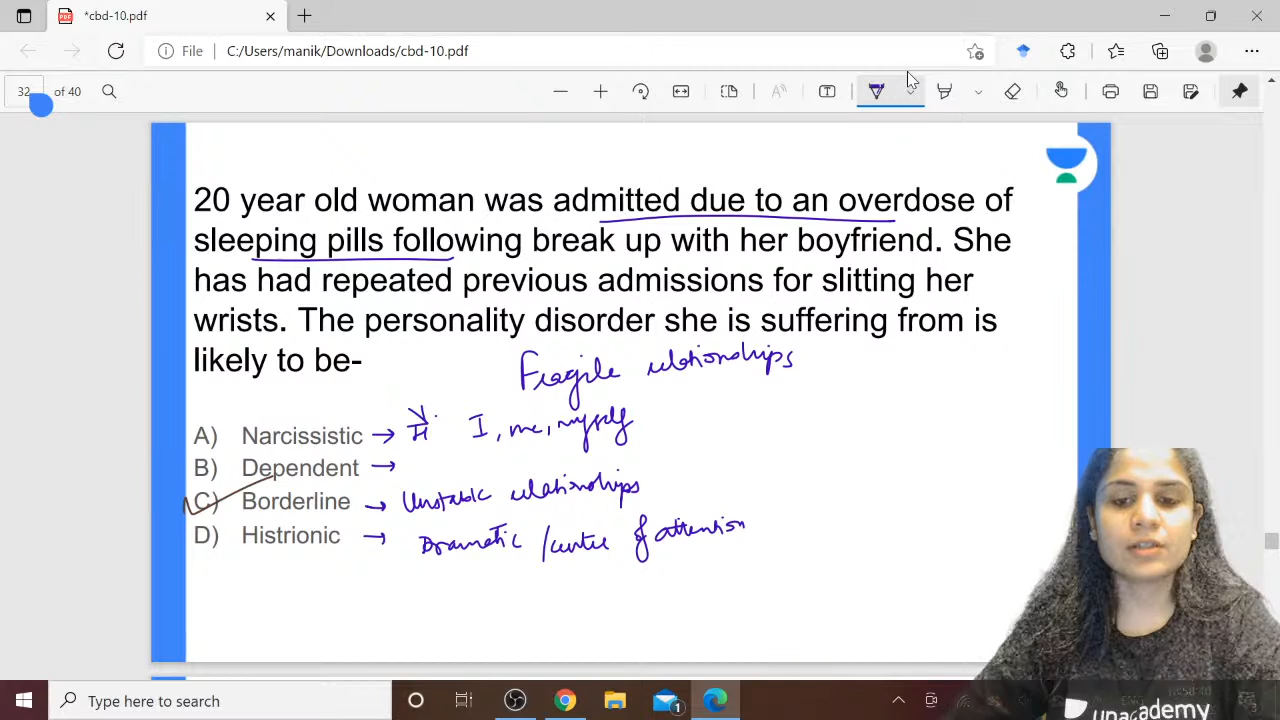 *cbd-10.pdf
File C:/Users/manik/Downloads/cbd-10.pdf
32 of 40
20 year old woman was admitted due to an overdose of
sleeping pills following break up with her boyfriend. She
has had repeated previous admissions for slitting her
wrists. The personality disorder she is suffering from is
likely to be-
Fragile relationships
A) Narcissistic → I, me, myself
B) Dependent →
C) Borderline → Unstable relationships
D) Histrionic → Dramatic /centre of attention
unacademy
Type here to search
1